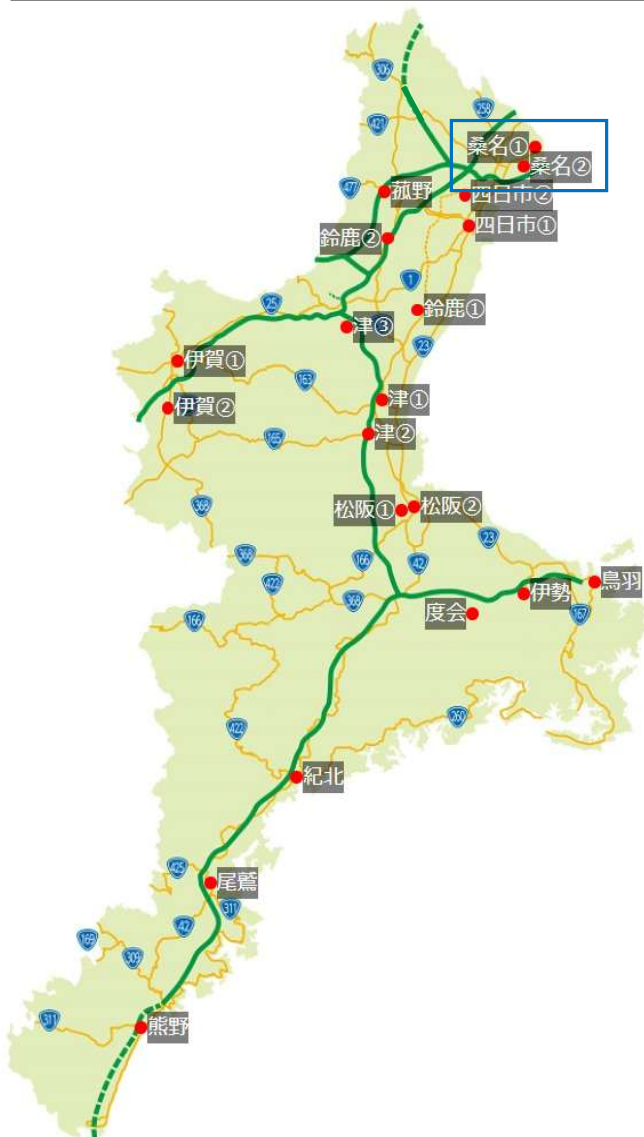 306
258
421
桑名①
桑名②
477
菰野
四日市②
四日市①
鈴鹿②
1
25
鈴鹿①
津③
23
伊賀①
163
津①
伊賀②
津②
165
368
松阪①
松阪②
23
368
166
42
422
鳥羽
伊勢
368
度会
167
166
260
422
紀北
425
尾鷲
311
42
169
309
311
熊野